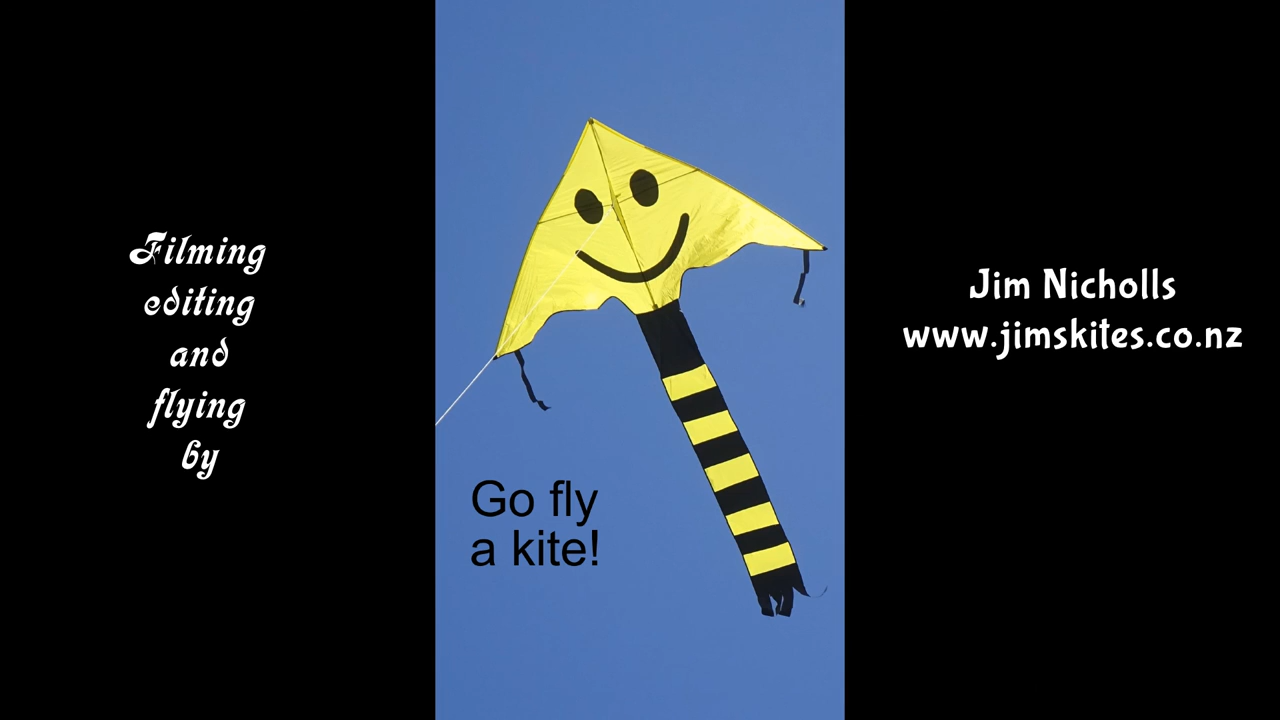 Filming
editing
and
flying
by
Go fly
a kite!
Jim Nicholls
www.jimskites.co.nz